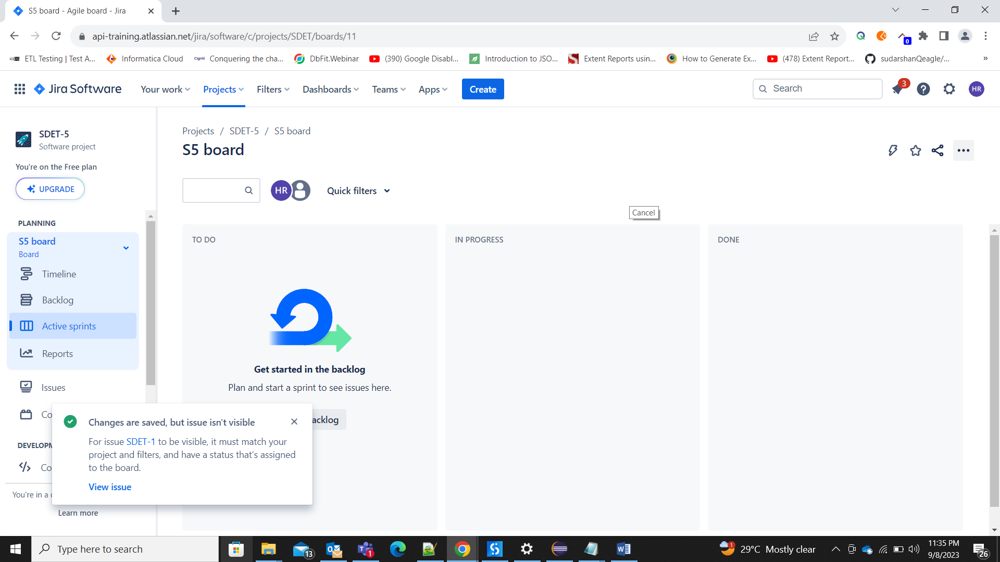 S5 board - Agile board - Jira
api-training.atlassian.net/jira/software/c/projects/SDET/boards/11
0
ETL Testing | Test A...
Informatica Cloud
Cigniti
Conquering the cha...
DbFit.Webinar
(390) Google Disabl...
Introduction to JSO...
Extent Reports usin...
How to Generate Ex...
(478) Extent Report...
sudarshanQeagle/...
»
Jira Software
Your work
Projects
Filters
Dashboards
Teams
Apps
Create
Search
3
HR
SDET-5
Software project
You're on the Free plan
UPGRADE
PLANNING
S5 board
Board
Timeline
Backlog
Active sprints
Reports
Issues
Co
DEVELOPM
Co
You're in a c
Learn more
Projects / SDET-5 / S5 board
S5 board
HR
Quick filters
Cancel
TO DO
IN PROGRESS
DONE
Get started in the backlog
Plan and start a sprint to see issues here.
acklog
Changes are saved, but issue isn't visible
For issue SDET-1 to be visible, it must match your
project and filters, and have a status that's assigned
to the board.
View issue
Type here to search
13
1
1
29°C Mostly clear
11:35 PM
9/8/2023
26